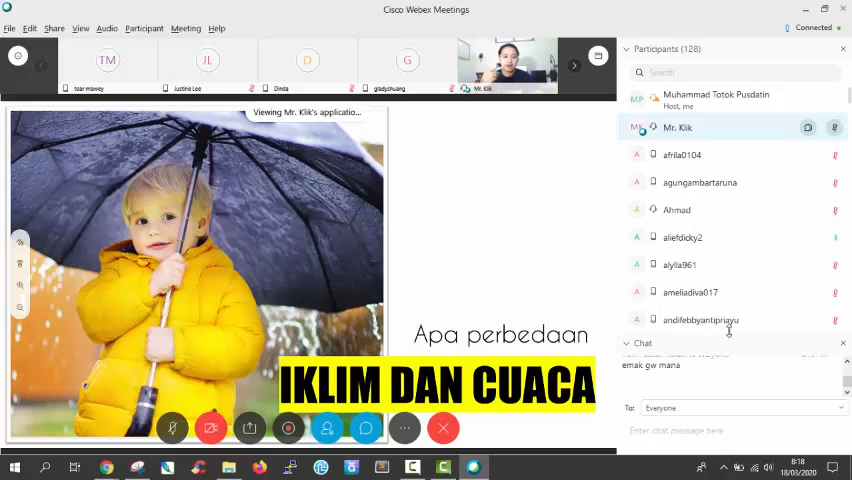 Cisco Webex Meetings
File Edit Share View Audio Participant Meeting Help
Connected
TM
toar mawey
JL
Justine Lee
D
Dinda
G
gladyshuang
Mr. Klik
Viewing Mr. Klik's applicatio...
Apa perbedaan
IKLIM DAN CUACA
Participants (128)
Search
MP
Muhammad Totok Pusdatin
Host, me
MK
Mr. Klik
A
afrila0104
A
agungambartaruna
A
Ahmad
A
aliefdicky2
A
alylla961
A
ameliadiva017
A
andifebbyantipriayu
Chat
emak gw mana
To:
Everyone
Enter chat message here
8:18
18/03/2020